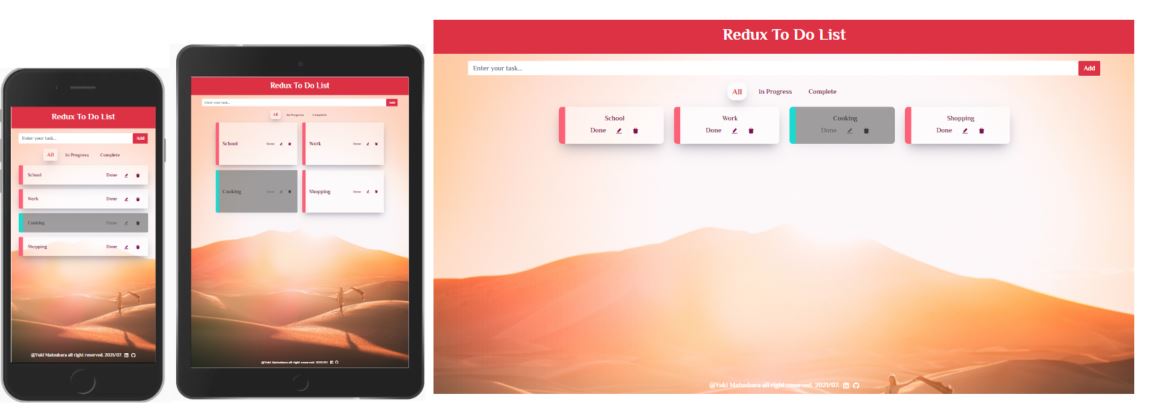 Redux To Do List
Enter your task...
Add
All In Progress Complete
School
Done
Work
Done
Cooking
Done
Shopping
Done
@Yuki Matsubara all right reserved. 2021/07.
Redux To Do List
Enter your task...
Add
All In Progress Complete
School Done Work Done
Cooking Done Shopping Done
@Yuki Matsubara all right reserved. 2021/07.
Redux To Do List
Enter your task...
Add
All In Progress Complete
School Work Cooking Shopping
Done Done Done Done
@Yuki Matsubara all right reserved. 2021/07.